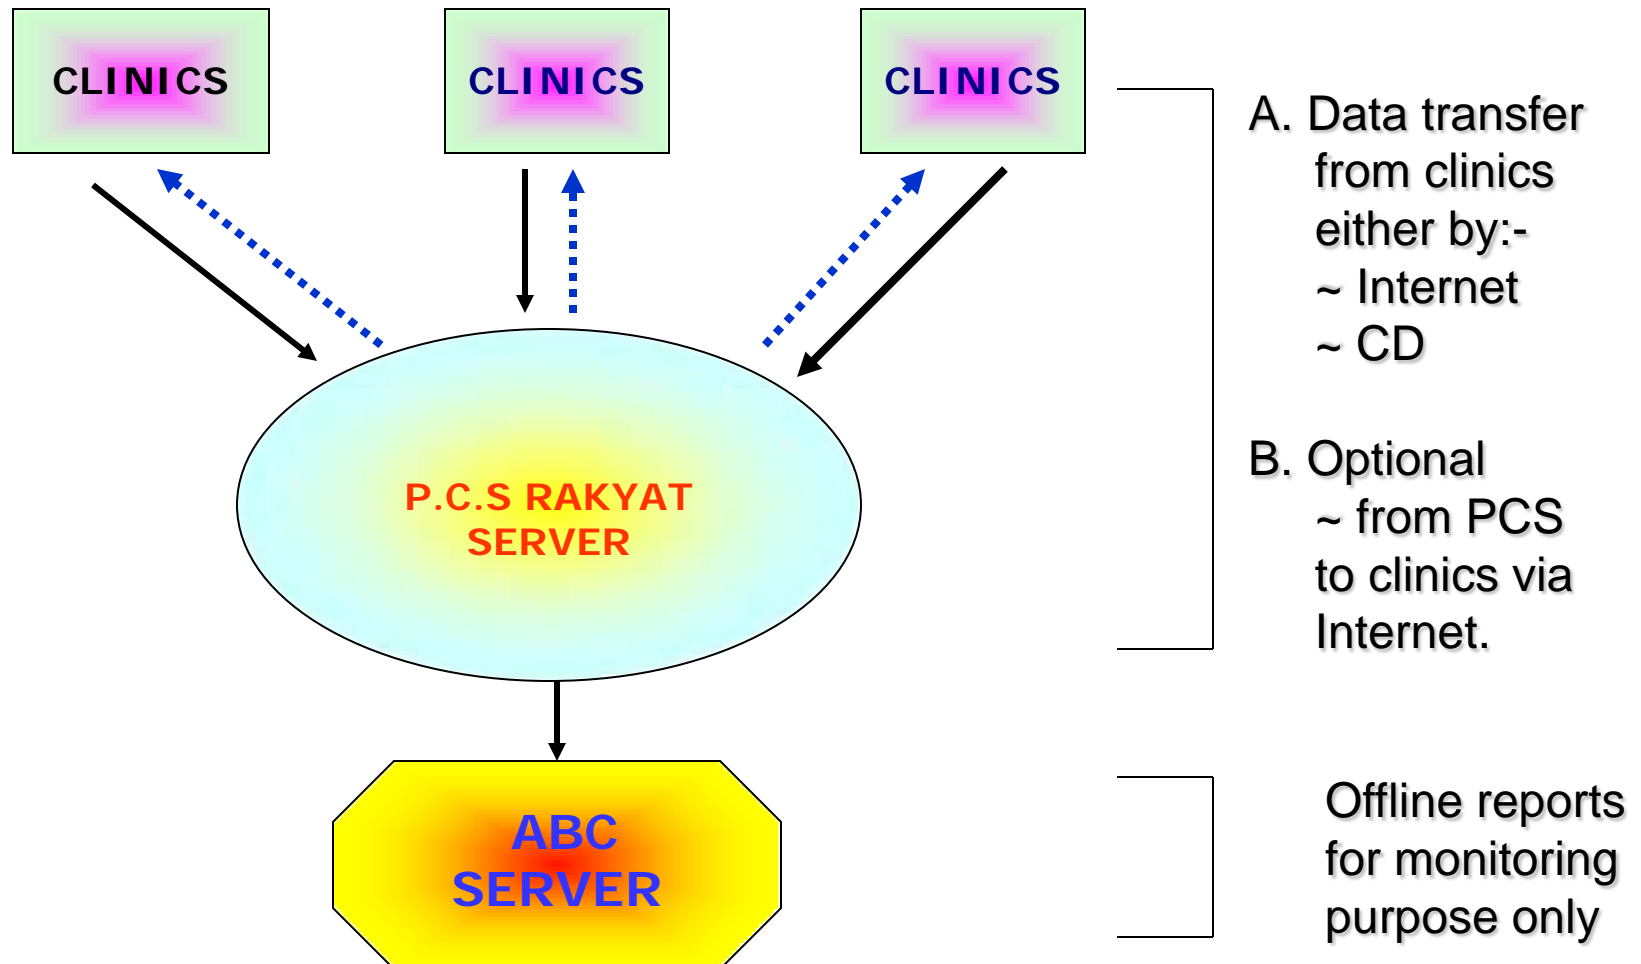 CLINICS
CLINICS
CLINICS
A. Data transfer
from clinics
either by:-
~ Internet
~ CD
B. Optional
~ from PCS
to clinics via
Internet.
P.C.S RAKYAT
SERVER
ABC
SERVER
Offline reports
for monitoring
purpose only